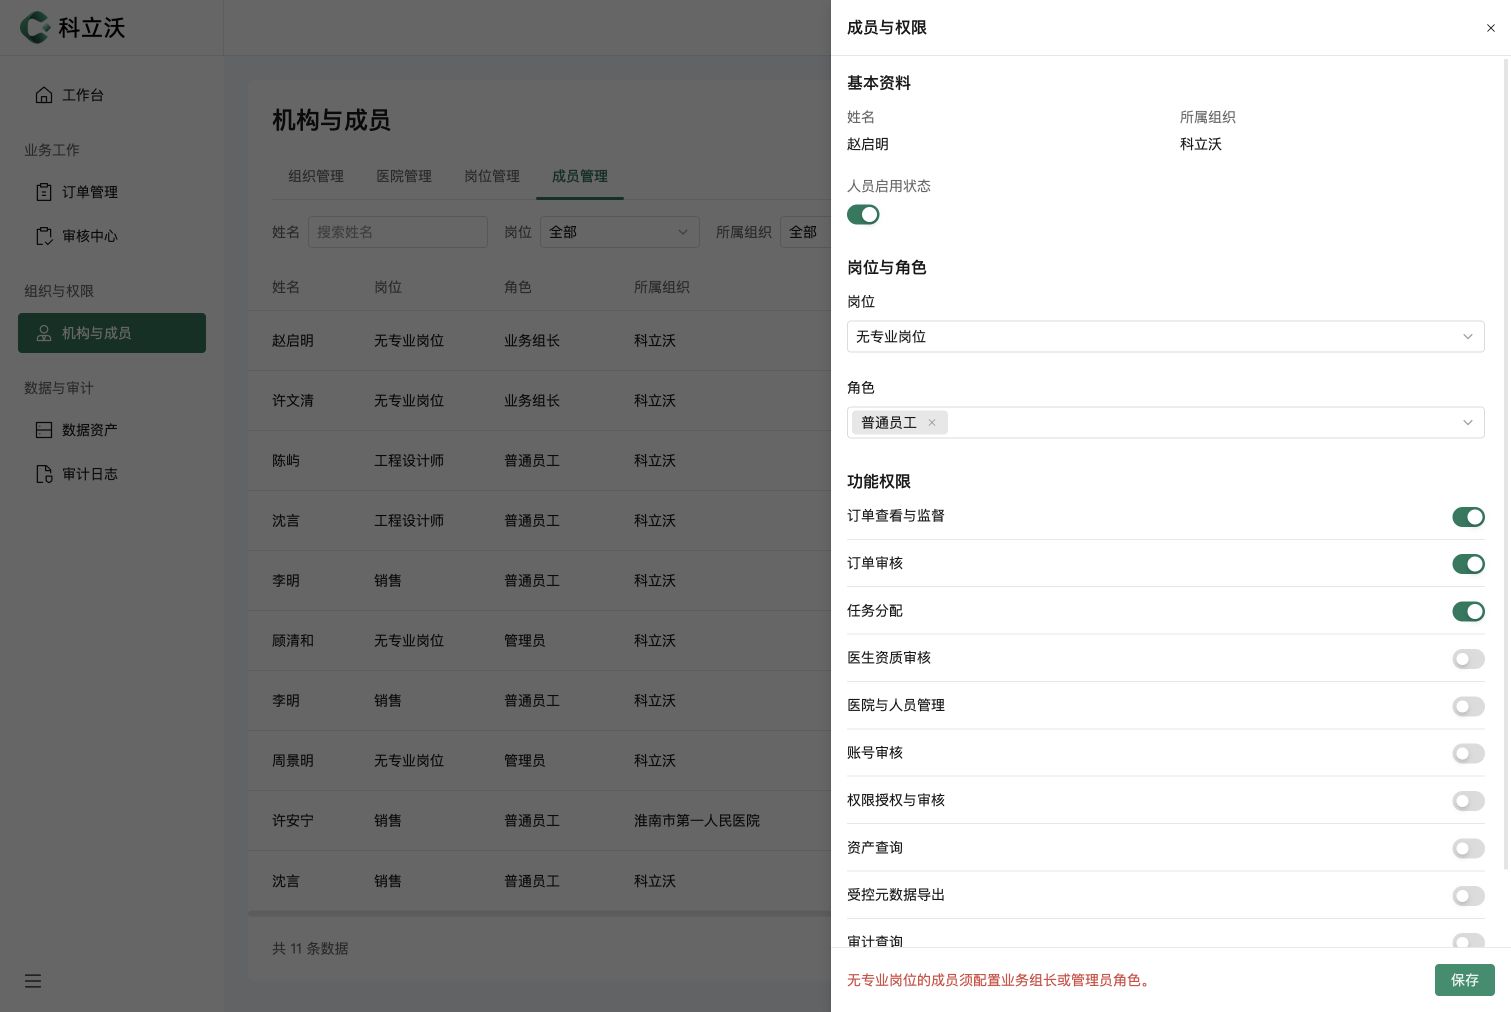 科立沃
工作台
业务工作
订单管理
审核中心
组织与权限
机构与成员
数据与审计
数据资产
审计日志
机构与成员
组织管理 医院管理 岗位管理 成员管理
姓名 搜索姓名 岗位 全部 所属组织 全部
姓名 岗位 角色 所属组织
赵启明 无专业岗位 业务组长 科立沃
许文清 无专业岗位 业务组长 科立沃
陈屿 工程设计师 普通员工 科立沃
沈言 工程设计师 普通员工 科立沃
李明 销售 普通员工 科立沃
顾清和 无专业岗位 管理员 科立沃
李明 销售 普通员工 科立沃
周景明 无专业岗位 管理员 科立沃
许安宁 销售 普通员工 淮南市第一人民医院
沈言 销售 普通员工 科立沃
共 11 条数据
成员与权限
基本资料
姓名 所属组织
赵启明 科立沃
人员启用状态
岗位与角色
岗位
无专业岗位
角色
普通员工
功能权限
订单查看与监督
订单审核
任务分配
医生资质审核
医院与人员管理
账号审核
权限授权与审核
资产查询
受控元数据导出
审计查询
无专业岗位的成员须配置业务组长或管理员角色。
保存